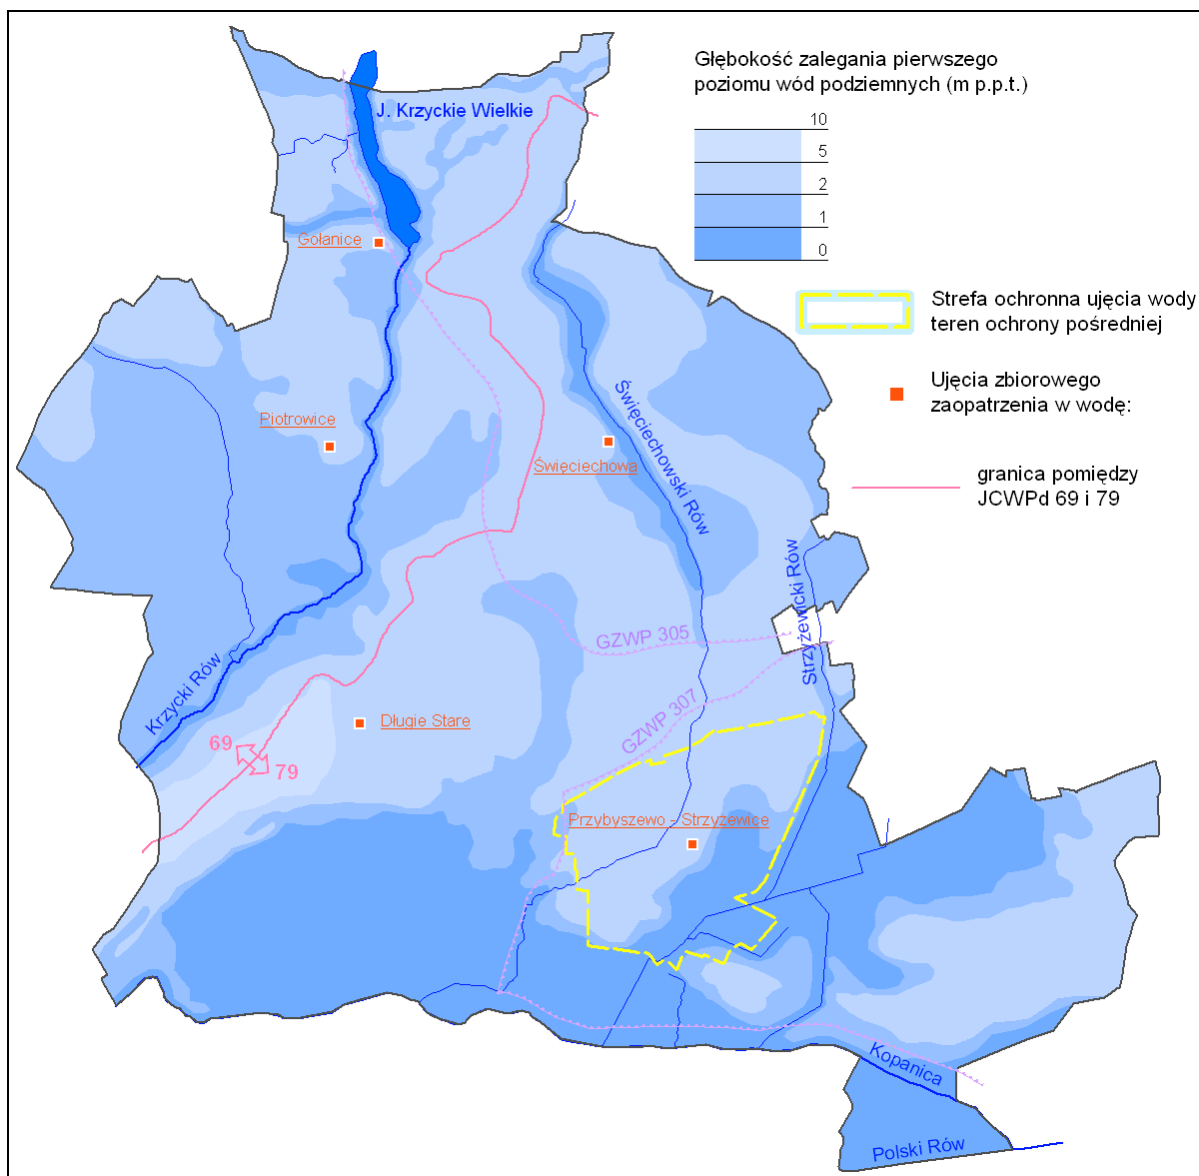 Głębokość zalegania pierwszego
poziomu wód podziemnych (m p.p.t.)
10
5
2
1
0
Strefa ochronna ujęcia wody
teren ochrony pośredniej
Ujęcia zbiorowego
zaopatrzenia w wodę:
granica pomiędzy
JCWPd 69 i 79
J. Krzyckie Wielkie
Gołanice
Piotrowice
Święciechowa
Święciechowski Rów
Strzyżewicki Rów
GZWP 305
GZWP 307
Krzycki Rów
Długie Stare
69
79
Przybyszewo - Strzyżewice
Kopanica
Polski Rów